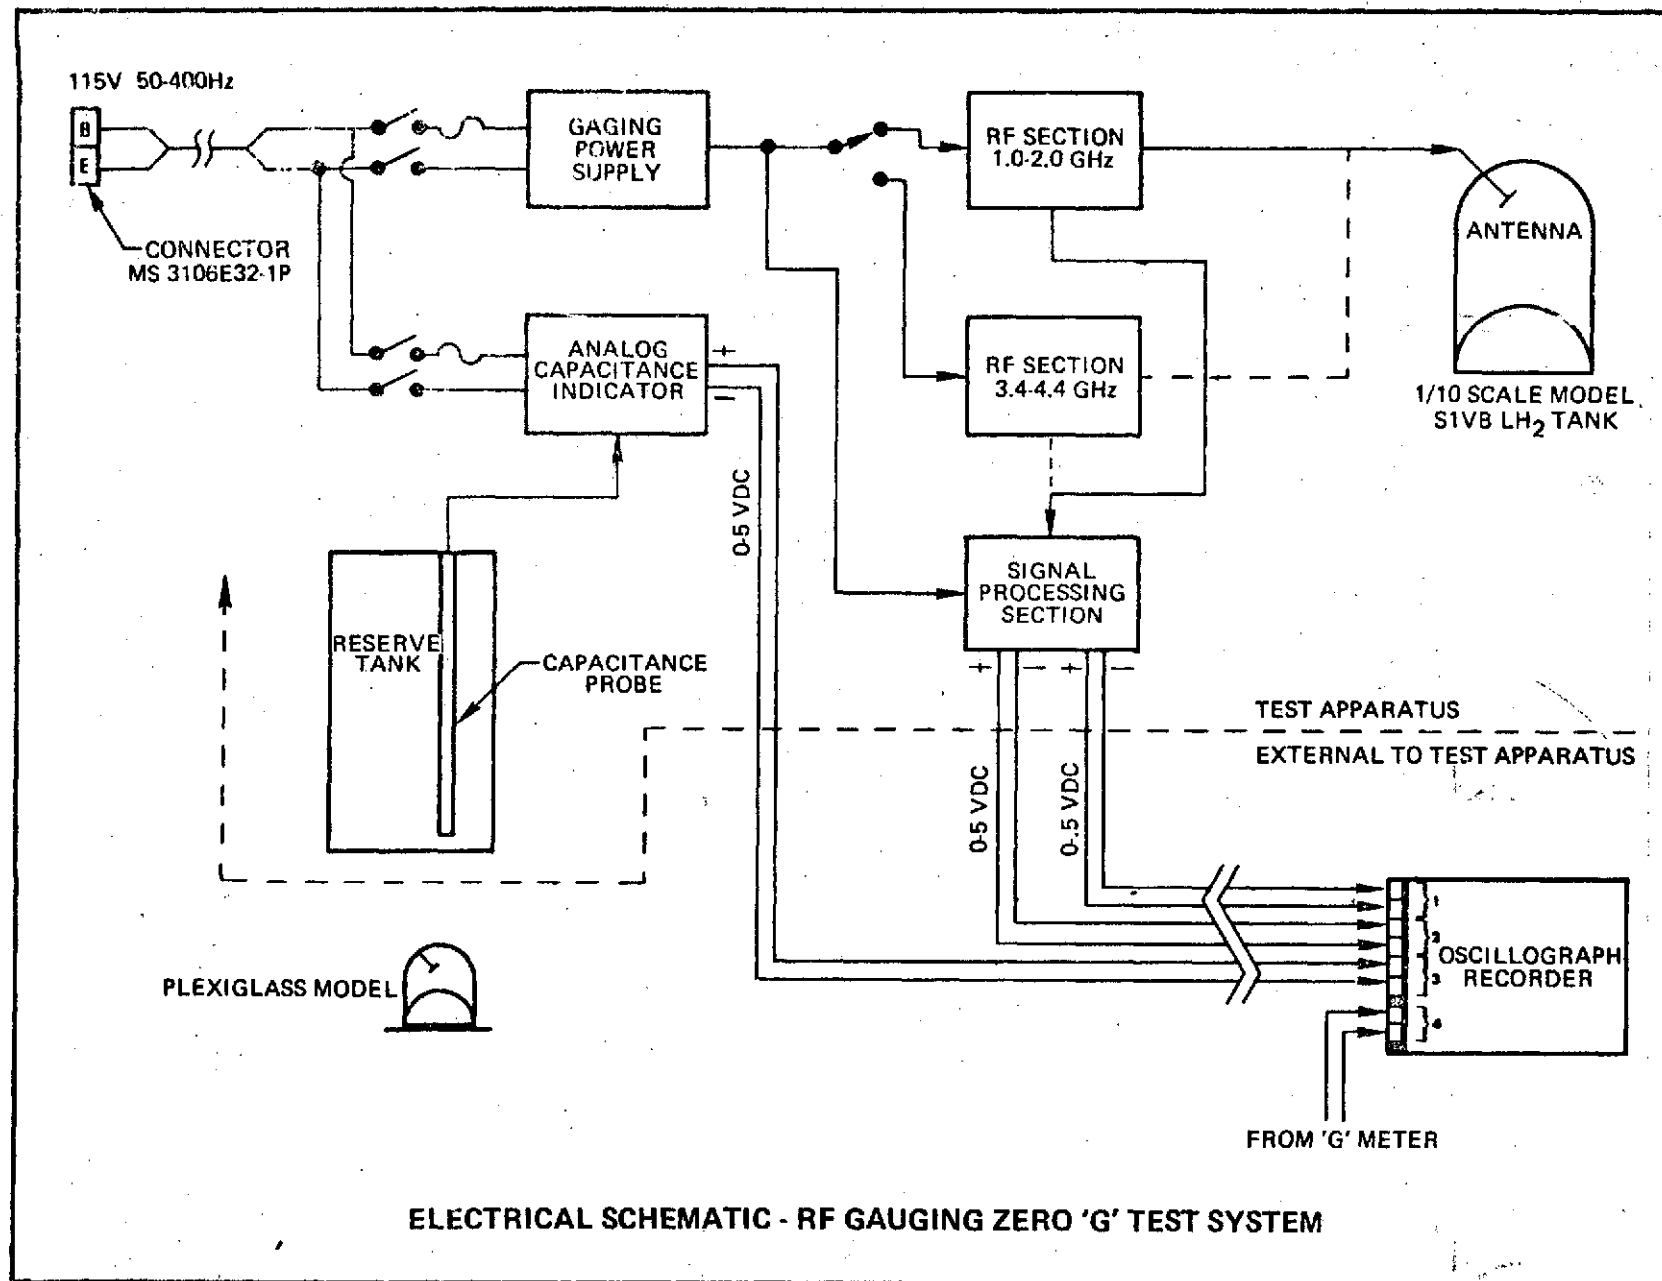 115V 50-400Hz
B
E
CONNECTOR
MS 3106E32-1P
GAGING
POWER
SUPPLY
RF SECTION
1.0-2.0 GHz
ANTENNA
1/10 SCALE MODEL
S1VB LH2 TANK
ANALOG
CAPACITANCE
INDICATOR
+
−
RF SECTION
3.4-4.4 GHz
0-5 VDC
RESERVE
TANK
CAPACITANCE
PROBE
SIGNAL
PROCESSING
SECTION
+ − + −
TEST APPARATUS
EXTERNAL TO TEST APPARATUS
0-5 VDC
0-.5 VDC
PLEXIGLASS MODEL
1
2
3
4
OSCILLOGRAPH
RECORDER
FROM 'G' METER
ELECTRICAL SCHEMATIC - RF GAUGING ZERO 'G' TEST SYSTEM